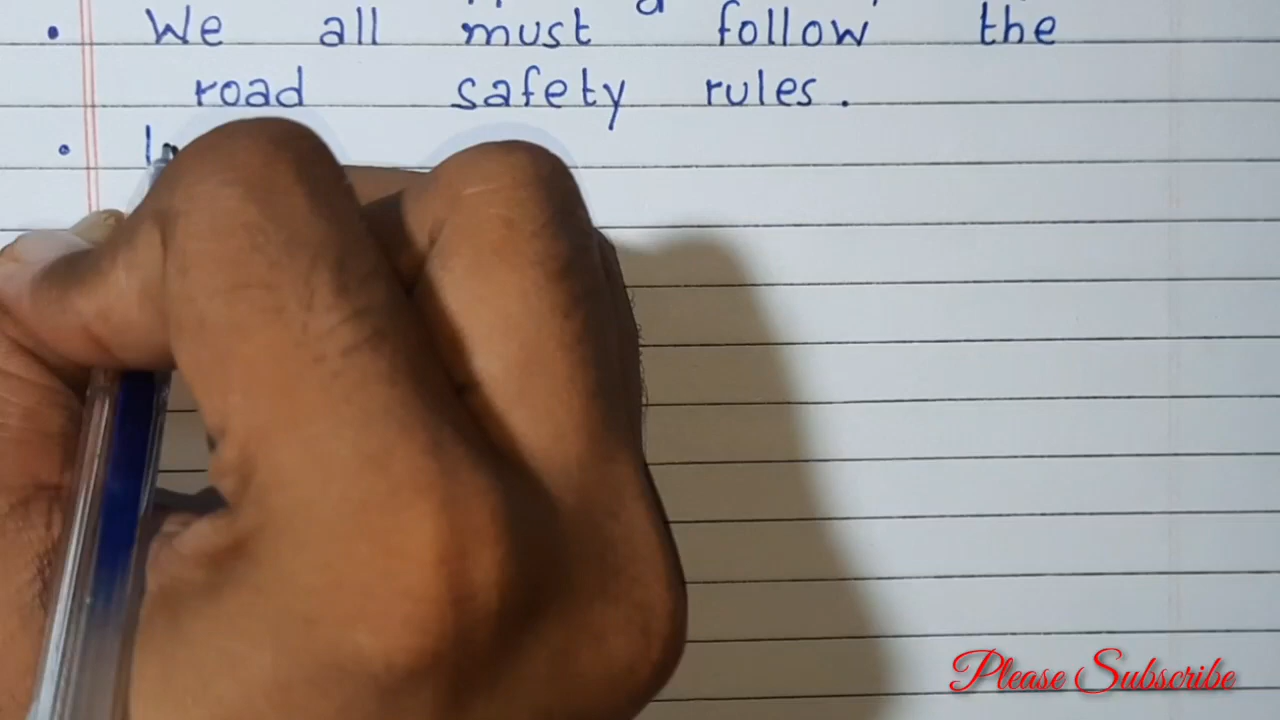 • We all must follow the
road safety rules.
•
Please Subscribe